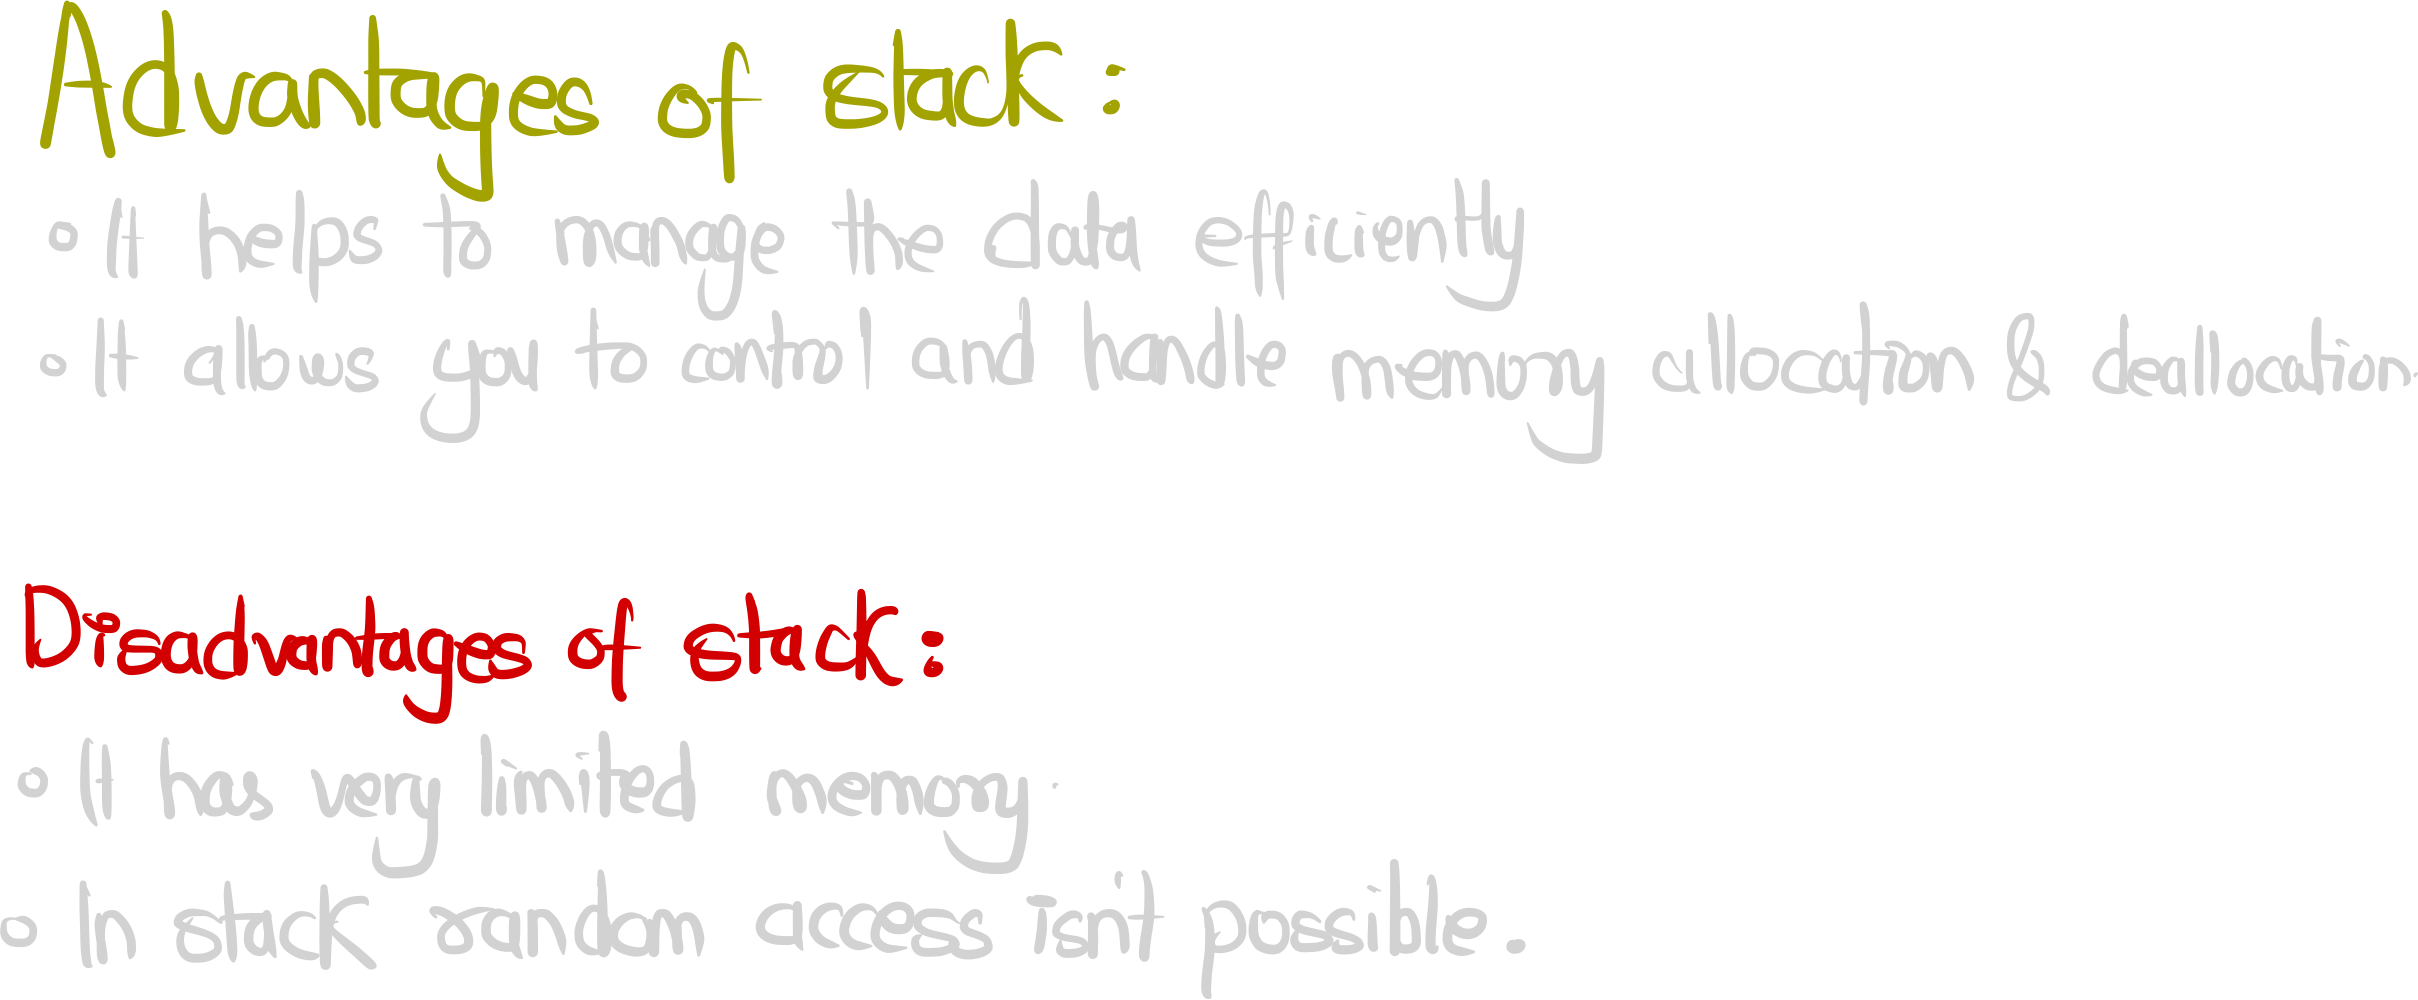 Advantages of stack:
◦ It helps to manage the data efficiently
◦ It allows you to control and handle memory allocation & deallocation.
Disadvantages of stack:
◦ It has very limited memory.
◦ In stack random access isn't possible.